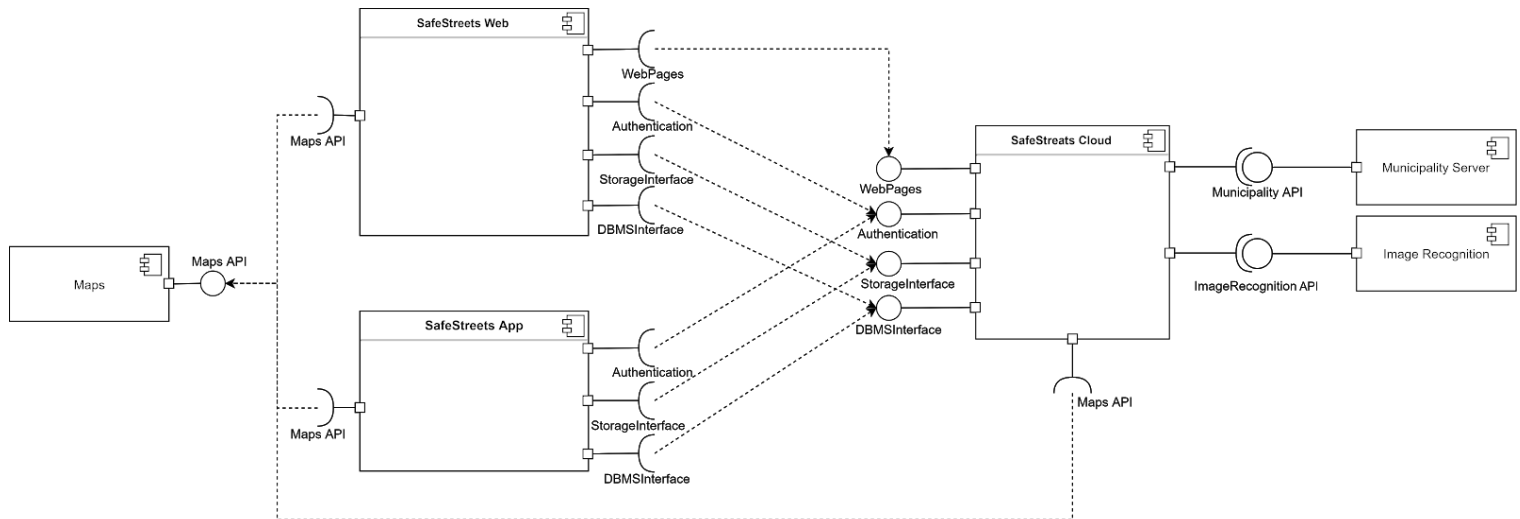 SafeStreets Web
WebPages
Authentication
StorageInterface
DBMSInterface
Maps API
Maps
Maps API
SafeStreets App
Authentication
StorageInterface
DBMSInterface
Maps API
SafeStreats Cloud
WebPages
Authentication
StorageInterface
DBMSInterface
Maps API
Municipality API
Municipality Server
ImageRecognition API
Image Recognition